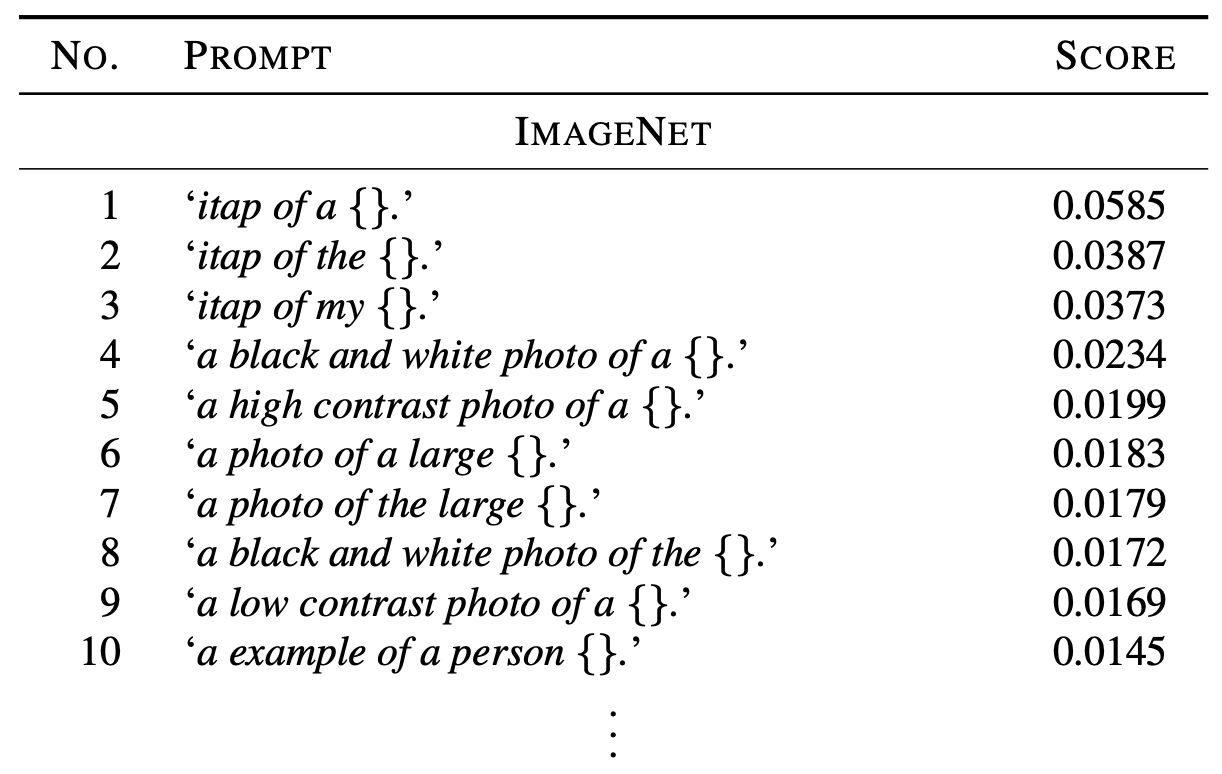 NO. PROMPT SCORE
IMAGENET
1 ‘itap of a {}.’ 0.0585
2 ‘itap of the {}.’ 0.0387
3 ‘itap of my {}.’ 0.0373
4 ‘a black and white photo of a {}.’ 0.0234
5 ‘a high contrast photo of a {}.’ 0.0199
6 ‘a photo of a large {}.’ 0.0183
7 ‘a photo of the large {}.’ 0.0179
8 ‘a black and white photo of the {}.’ 0.0172
9 ‘a low contrast photo of a {}.’ 0.0169
10 ‘a example of a person {}.’ 0.0145
⋮